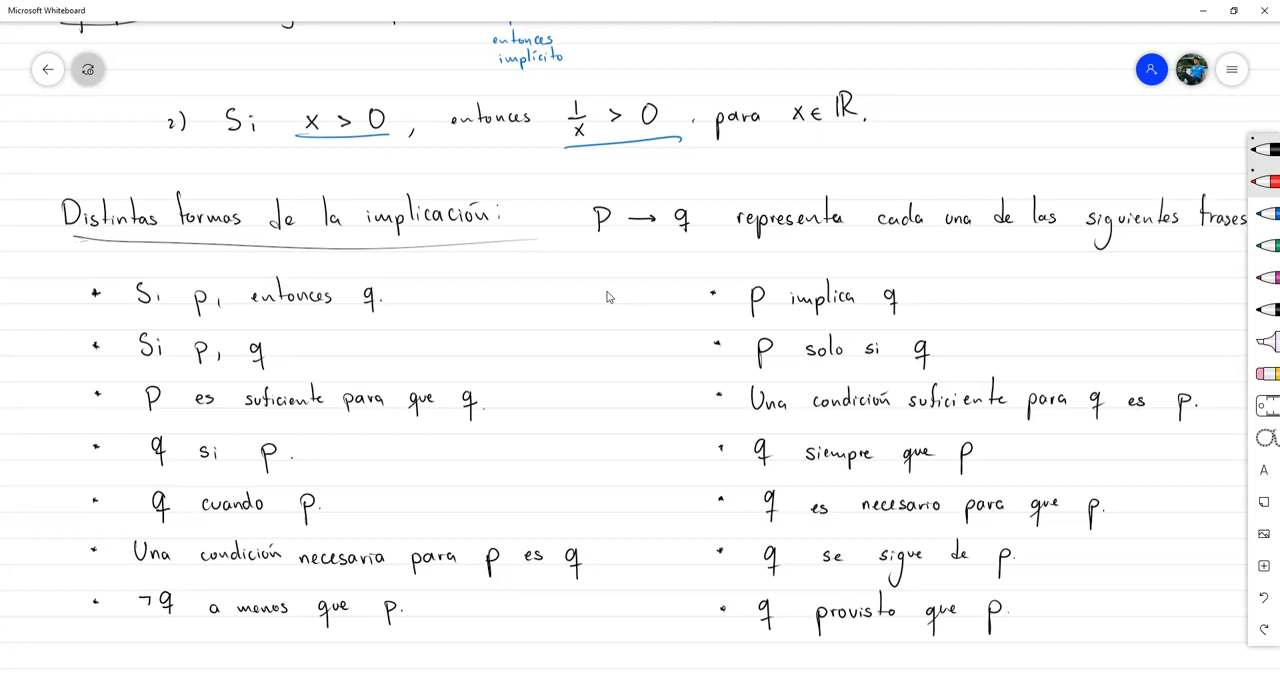 Microsoft Whiteboard
entonces
implícito
2) Si x > 0, entonces 1/x > 0, para x ∈ ℝ.
Distintas formas de la implicación: p → q representa cada una de las siguientes frases
* Si p, entonces q.
* Si p, q
* p es suficiente para que q.
* q si p.
* q cuando p.
* Una condición necesaria para p es q
* ¬q a menos que p.
* p implica q
* p solo si q
* Una condición suficiente para q es p.
* q siempre que p
* q es necesario para que p.
* q se sigue de p.
* q provisto que p.
A